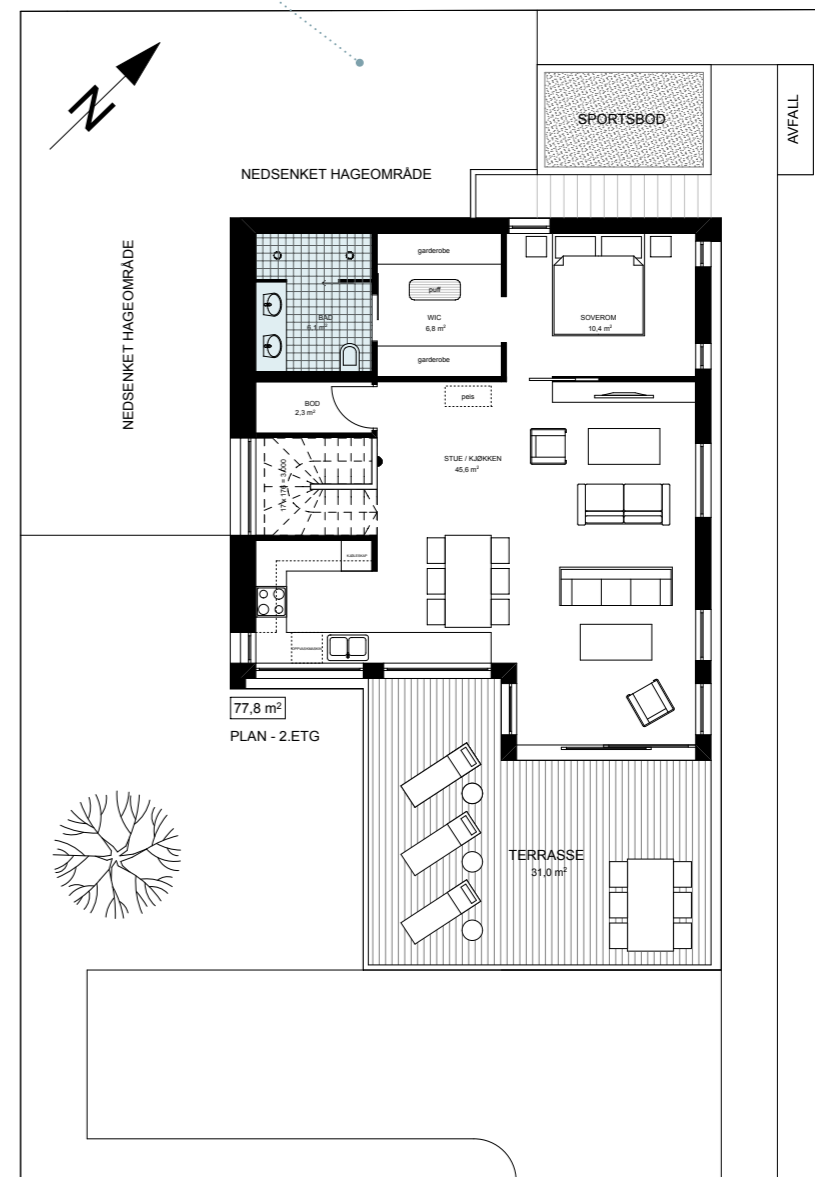 N
SPORTSBOD
AVFALL
NEDSENKET HAGEOMRÅDE
NEDSENKET HAGEOMRÅDE
garderobe
puff
WIC
6,8 m²
garderobe
BAD
6,1 m²
SOVEROM
10,4 m²
BOD
2,3 m²
peis
STUE / KJØKKEN
45,6 m²
77,8 m²
PLAN - 2.ETG
TERRASSE
31,0 m²